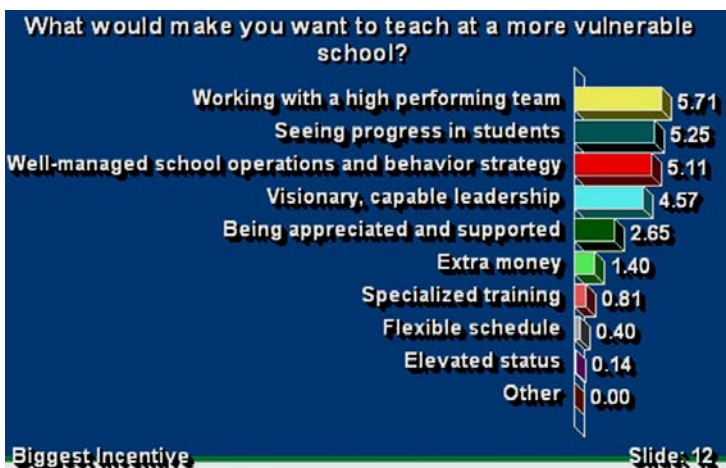 What would make you want to teach at a more vulnerable
school?
Working with a high performing team 5.71
Seeing progress in students 5.25
Well-managed school operations and behavior strategy 5.11
Visionary, capable leadership 4.57
Being appreciated and supported 2.65
Extra money 1.40
Specialized training 0.81
Flexible schedule 0.40
Elevated status 0.14
Other 0.00
Biggest Incentive Slide: 12